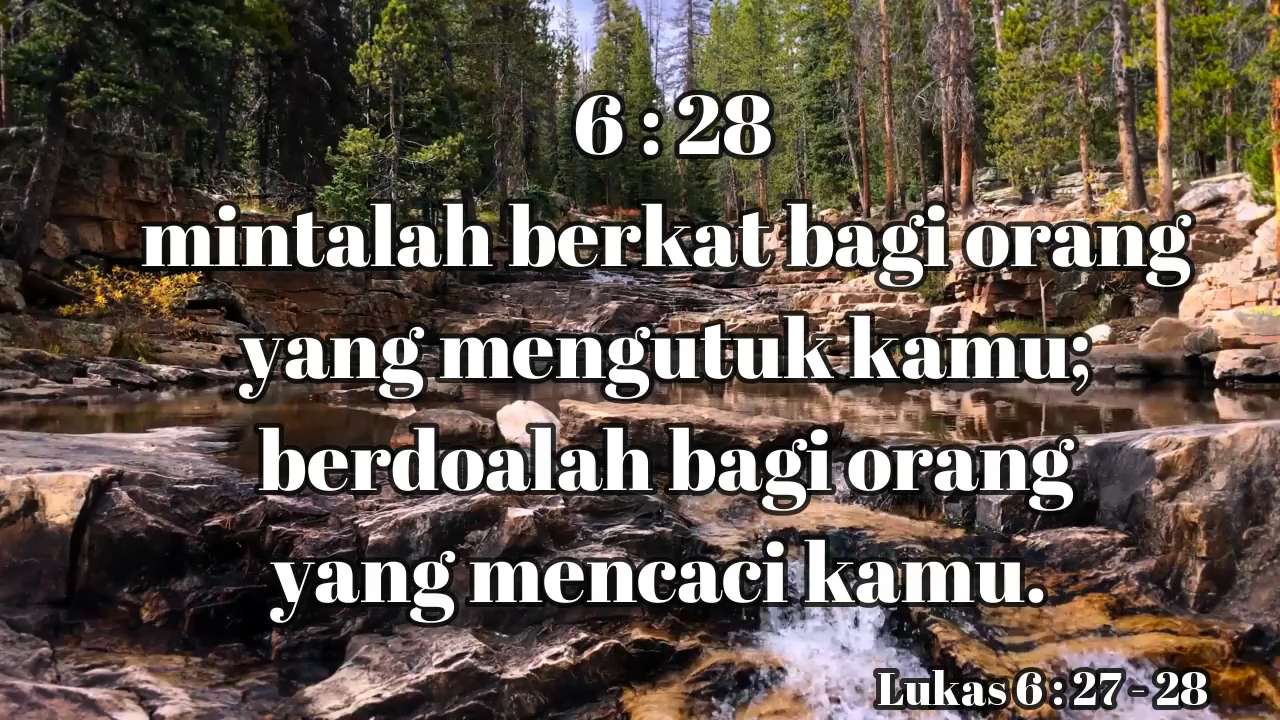 6 : 28
mintalah berkat bagi orang
yang mengutuk kamu;
berdoalah bagi orang
yang mencaci kamu.
Lukas 6 : 27 - 28